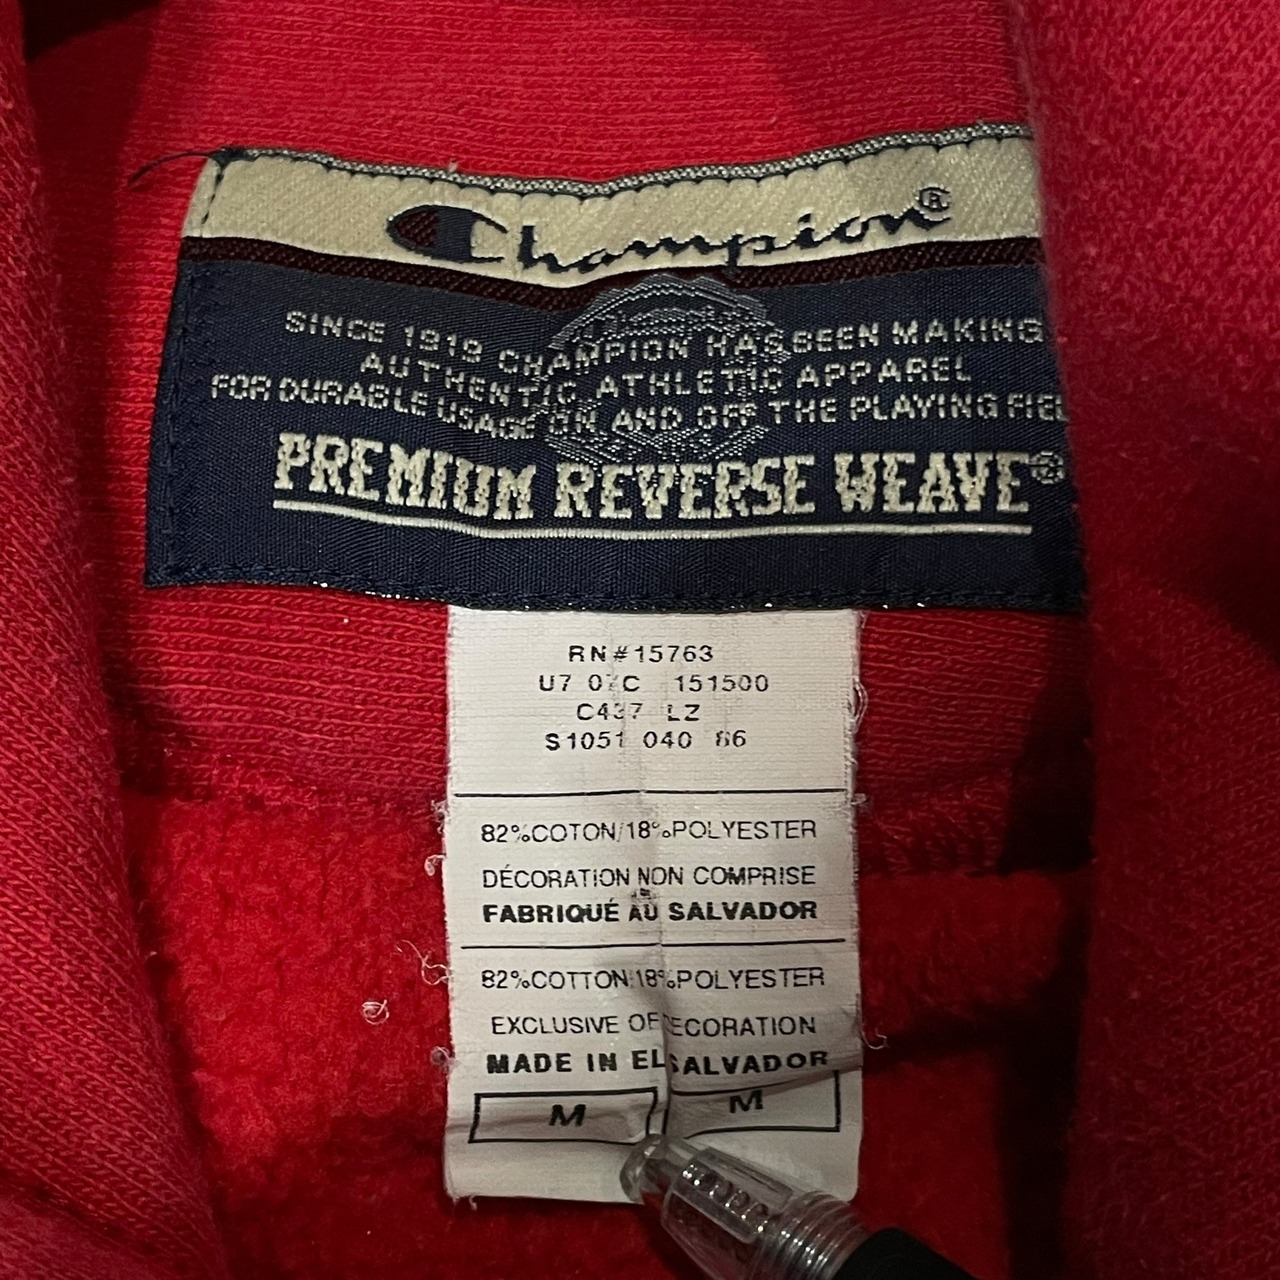 Champion®
SINCE 1919 CHAMPION HAS BEEN MAKING
AUTHENTIC ATHLETIC APPAREL
FOR DURABLE USAGE ON AND OFF THE PLAYING FIEL
PREMIUM REVERSE WEAVE®
RN#15763
U7 07C 151500
C437 LZ
S1051 040
82%COTON/18%POLYESTER
DÉCORATION NON COMPRISE
FABRIQUÉ AU SALVADOR
82%COTTON/18%POLYESTER
EXCLUSIVE OF DECORATION
MADE IN EL SALVADOR
M M